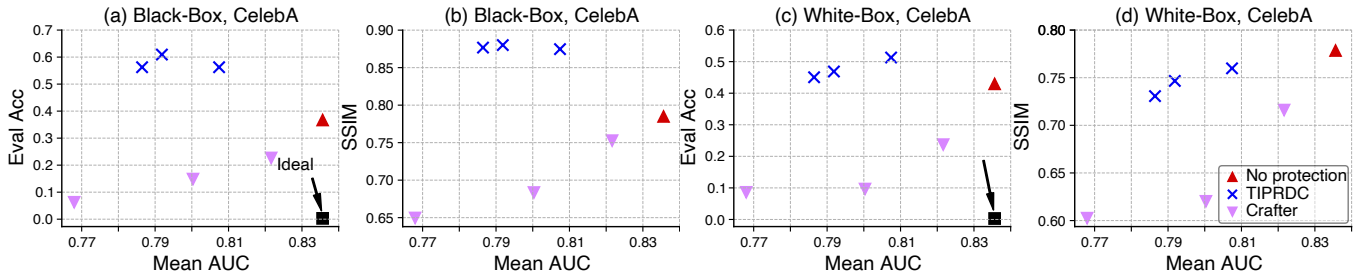 (a) Black-Box, CelebA
Eval Acc
0.7
0.6
0.5
0.4
0.3
0.2
0.1
0.0
Ideal
0.77 0.79 0.81 0.83
Mean AUC
(b) Black-Box, CelebA
SSIM
0.90
0.85
0.80
0.75
0.70
0.65
0.77 0.79 0.81 0.83
Mean AUC
(c) White-Box, CelebA
Eval Acc
0.6
0.5
0.4
0.3
0.2
0.1
0.0
0.77 0.79 0.81 0.83
Mean AUC
(d) White-Box, CelebA
SSIM
0.80
0.75
0.70
0.65
0.60
No protection
TIPRDC
Crafter
0.77 0.79 0.81 0.83
Mean AUC